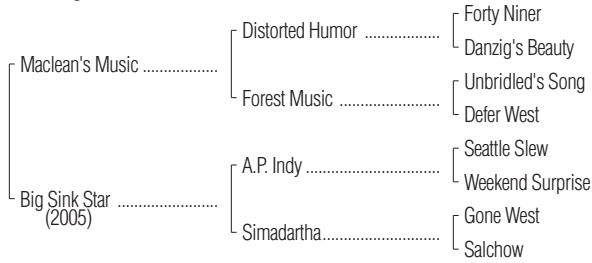 Forty Niner
Distorted Humor ..................
Danzig's Beauty
Maclean's Music ..................
Unbridled's Song
Forest Music ........................
Defer West
Seattle Slew
A.P. Indy ................................
Weekend Surprise
Big Sink Star ........................
(2005)
Gone West
Simadartha............................
Salchow